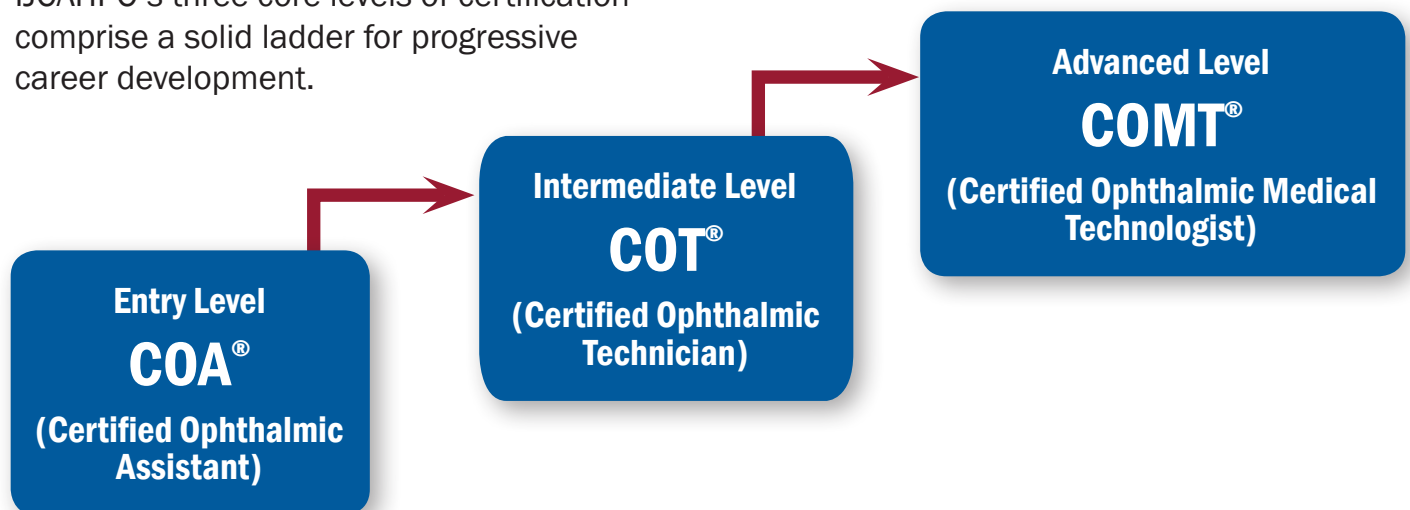 three core levels of certification
comprise a solid ladder for progressive
career development.
Advanced Level
COMT®
(Certified Ophthalmic Medical
Technologist)
Intermediate Level
COT®
(Certified Ophthalmic
Technician)
Entry Level
COA®
(Certified Ophthalmic
Assistant)